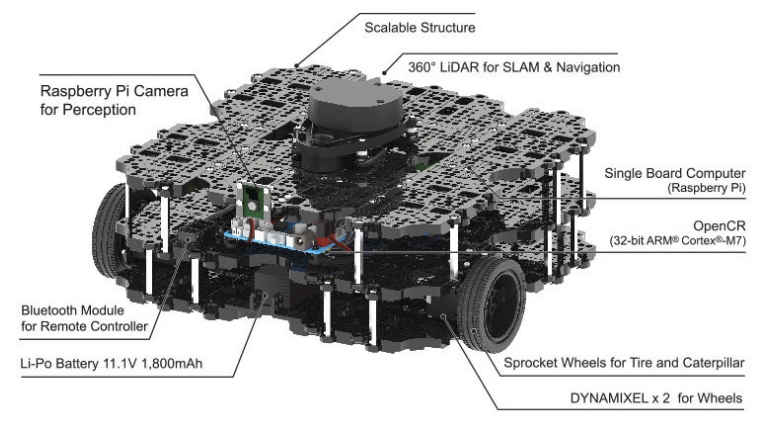 Scalable Structure
360° LiDAR for SLAM & Navigation
Raspberry Pi Camera
for Perception
Single Board Computer
(Raspberry Pi)
OpenCR
(32-bit ARM® Cortex®-M7)
Bluetooth Module
for Remote Controller
Li-Po Battery 11.1V 1,800mAh
Sprocket Wheels for Tire and Caterpillar
DYNAMIXEL x 2 for Wheels